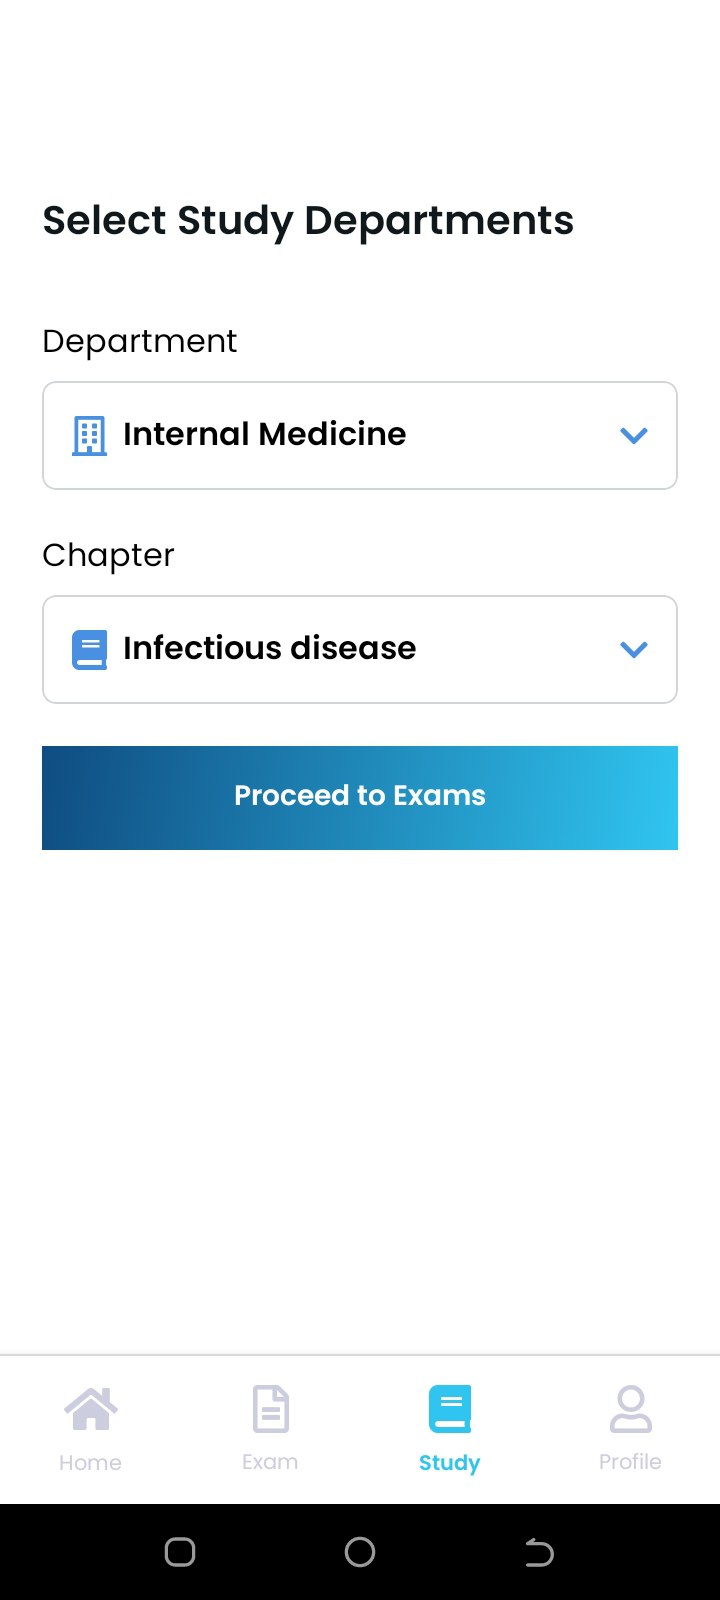 Select Study Departments
Department
Internal Medicine
Chapter
Infectious disease
Proceed to Exams
Home
Exam
Study
Profile